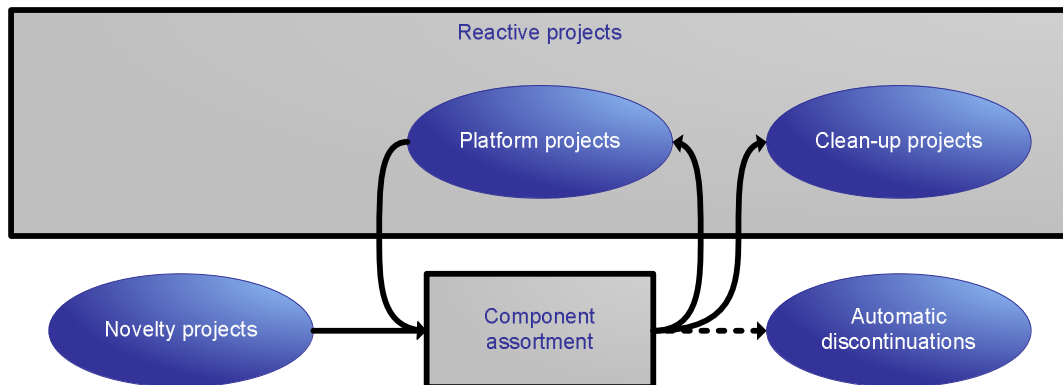 Reactive projects
Platform projects
Clean-up projects
Novelty projects
Component
assortment
Automatic
discontinuations